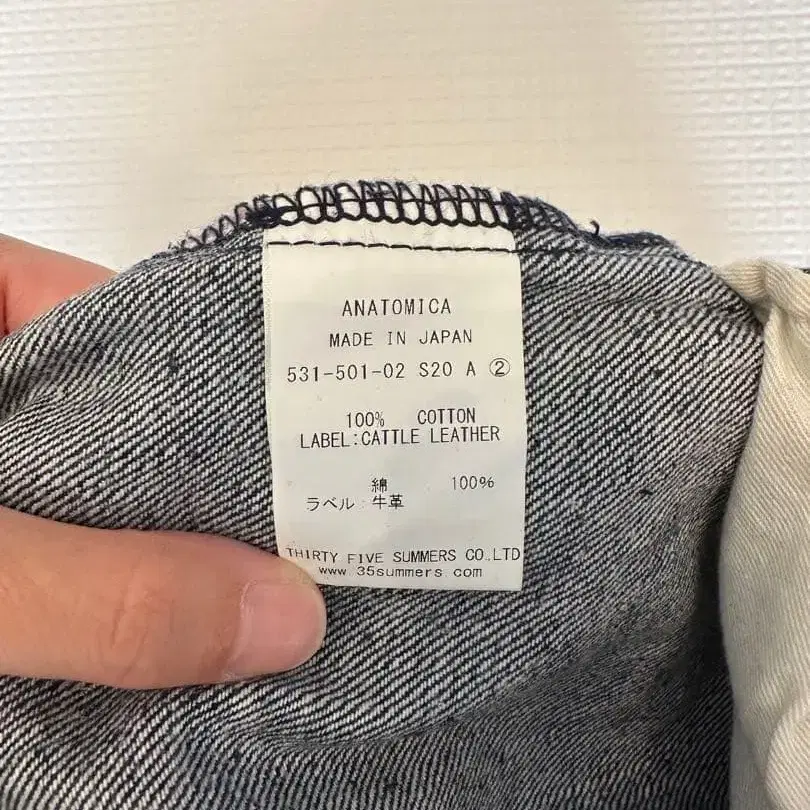 ANATOMICA
MADE IN JAPAN
531-501-02 S20 A ②
100% COTTON
LABEL:CATTLE LEATHER
綿 100%
ラベル:牛革
THIRTY FIVE SUMMERS CO.,LTD
www.35summers.com